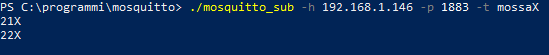 PS C:\programmi\mosquitto> ./mosquitto_sub -h 192.168.1.146 -p 1883 -t mossaX
21X
22X